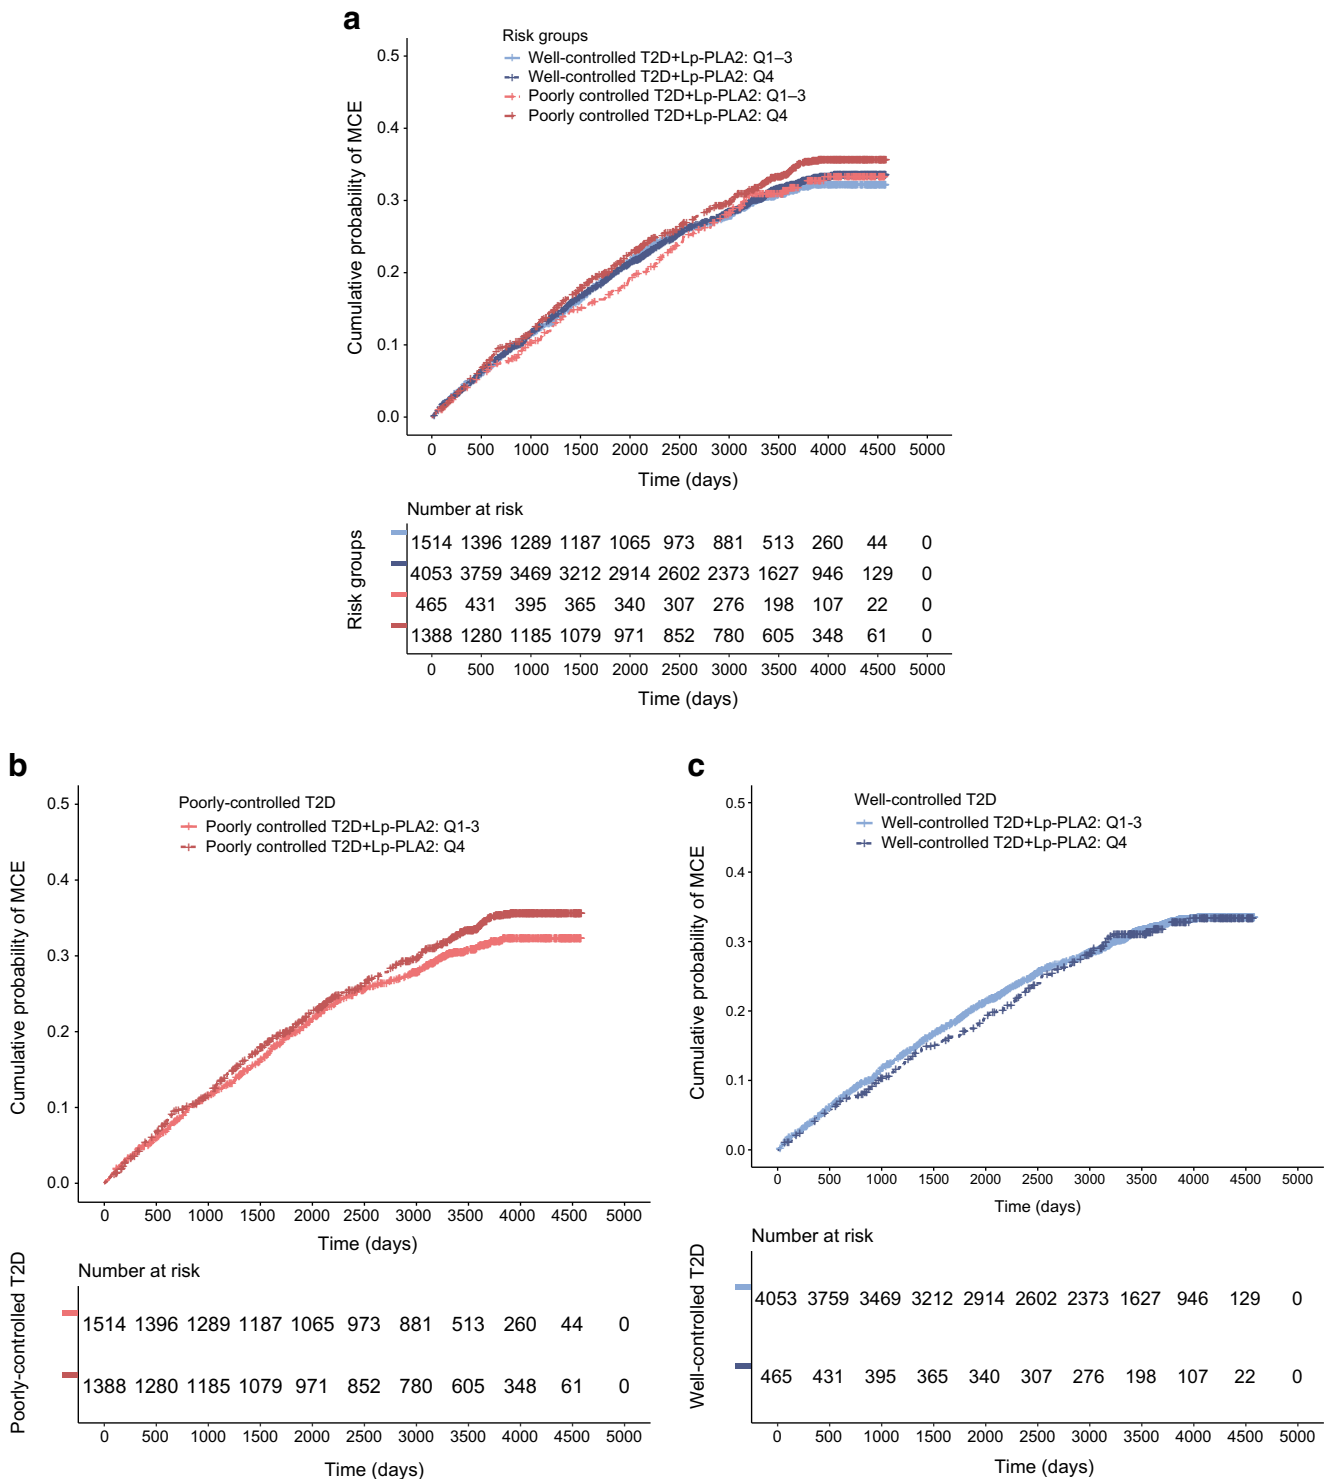 a
Risk groups
Well-controlled T2D+Lp-PLA2: Q1–3
Well-controlled T2D+Lp-PLA2: Q4
Poorly controlled T2D+Lp-PLA2: Q1–3
Poorly controlled T2D+Lp-PLA2: Q4
Cumulative probability of MCE
0.5
0.4
0.3
0.2
0.1
0.0
0 500 1000 1500 2000 2500 3000 3500 4000 4500 5000
Time (days)
Number at risk
Risk groups
1514 1396 1289 1187 1065 973 881 513 260 44 0
4053 3759 3469 3212 2914 2602 2373 1627 946 129 0
465 431 395 365 340 307 276 198 107 22 0
1388 1280 1185 1079 971 852 780 605 348 61 0
0 500 1000 1500 2000 2500 3000 3500 4000 4500 5000
Time (days)
b
Poorly-controlled T2D
Poorly controlled T2D+Lp-PLA2: Q1-3
Poorly controlled T2D+Lp-PLA2: Q4
Cumulative probability of MCE
0.5
0.4
0.3
0.2
0.1
0.0
0 500 1000 1500 2000 2500 3000 3500 4000 4500 5000
Time (days)
Number at risk
Poorly-controlled T2D
1514 1396 1289 1187 1065 973 881 513 260 44 0
1388 1280 1185 1079 971 852 780 605 348 61 0
0 500 1000 1500 2000 2500 3000 3500 4000 4500 5000
Time (days)
c
Well-controlled T2D
Well-controlled T2D+Lp-PLA2: Q1-3
Well-controlled T2D+Lp-PLA2: Q4
Cumulative probability of MCE
0.5
0.4
0.3
0.2
0.1
0.0
0 500 1000 1500 2000 2500 3000 3500 4000 4500 5000
Time (days)
Number at risk
Well-controlled T2D
4053 3759 3469 3212 2914 2602 2373 1627 946 129 0
465 431 395 365 340 307 276 198 107 22 0
0 500 1000 1500 2000 2500 3000 3500 4000 4500 5000
Time (days)